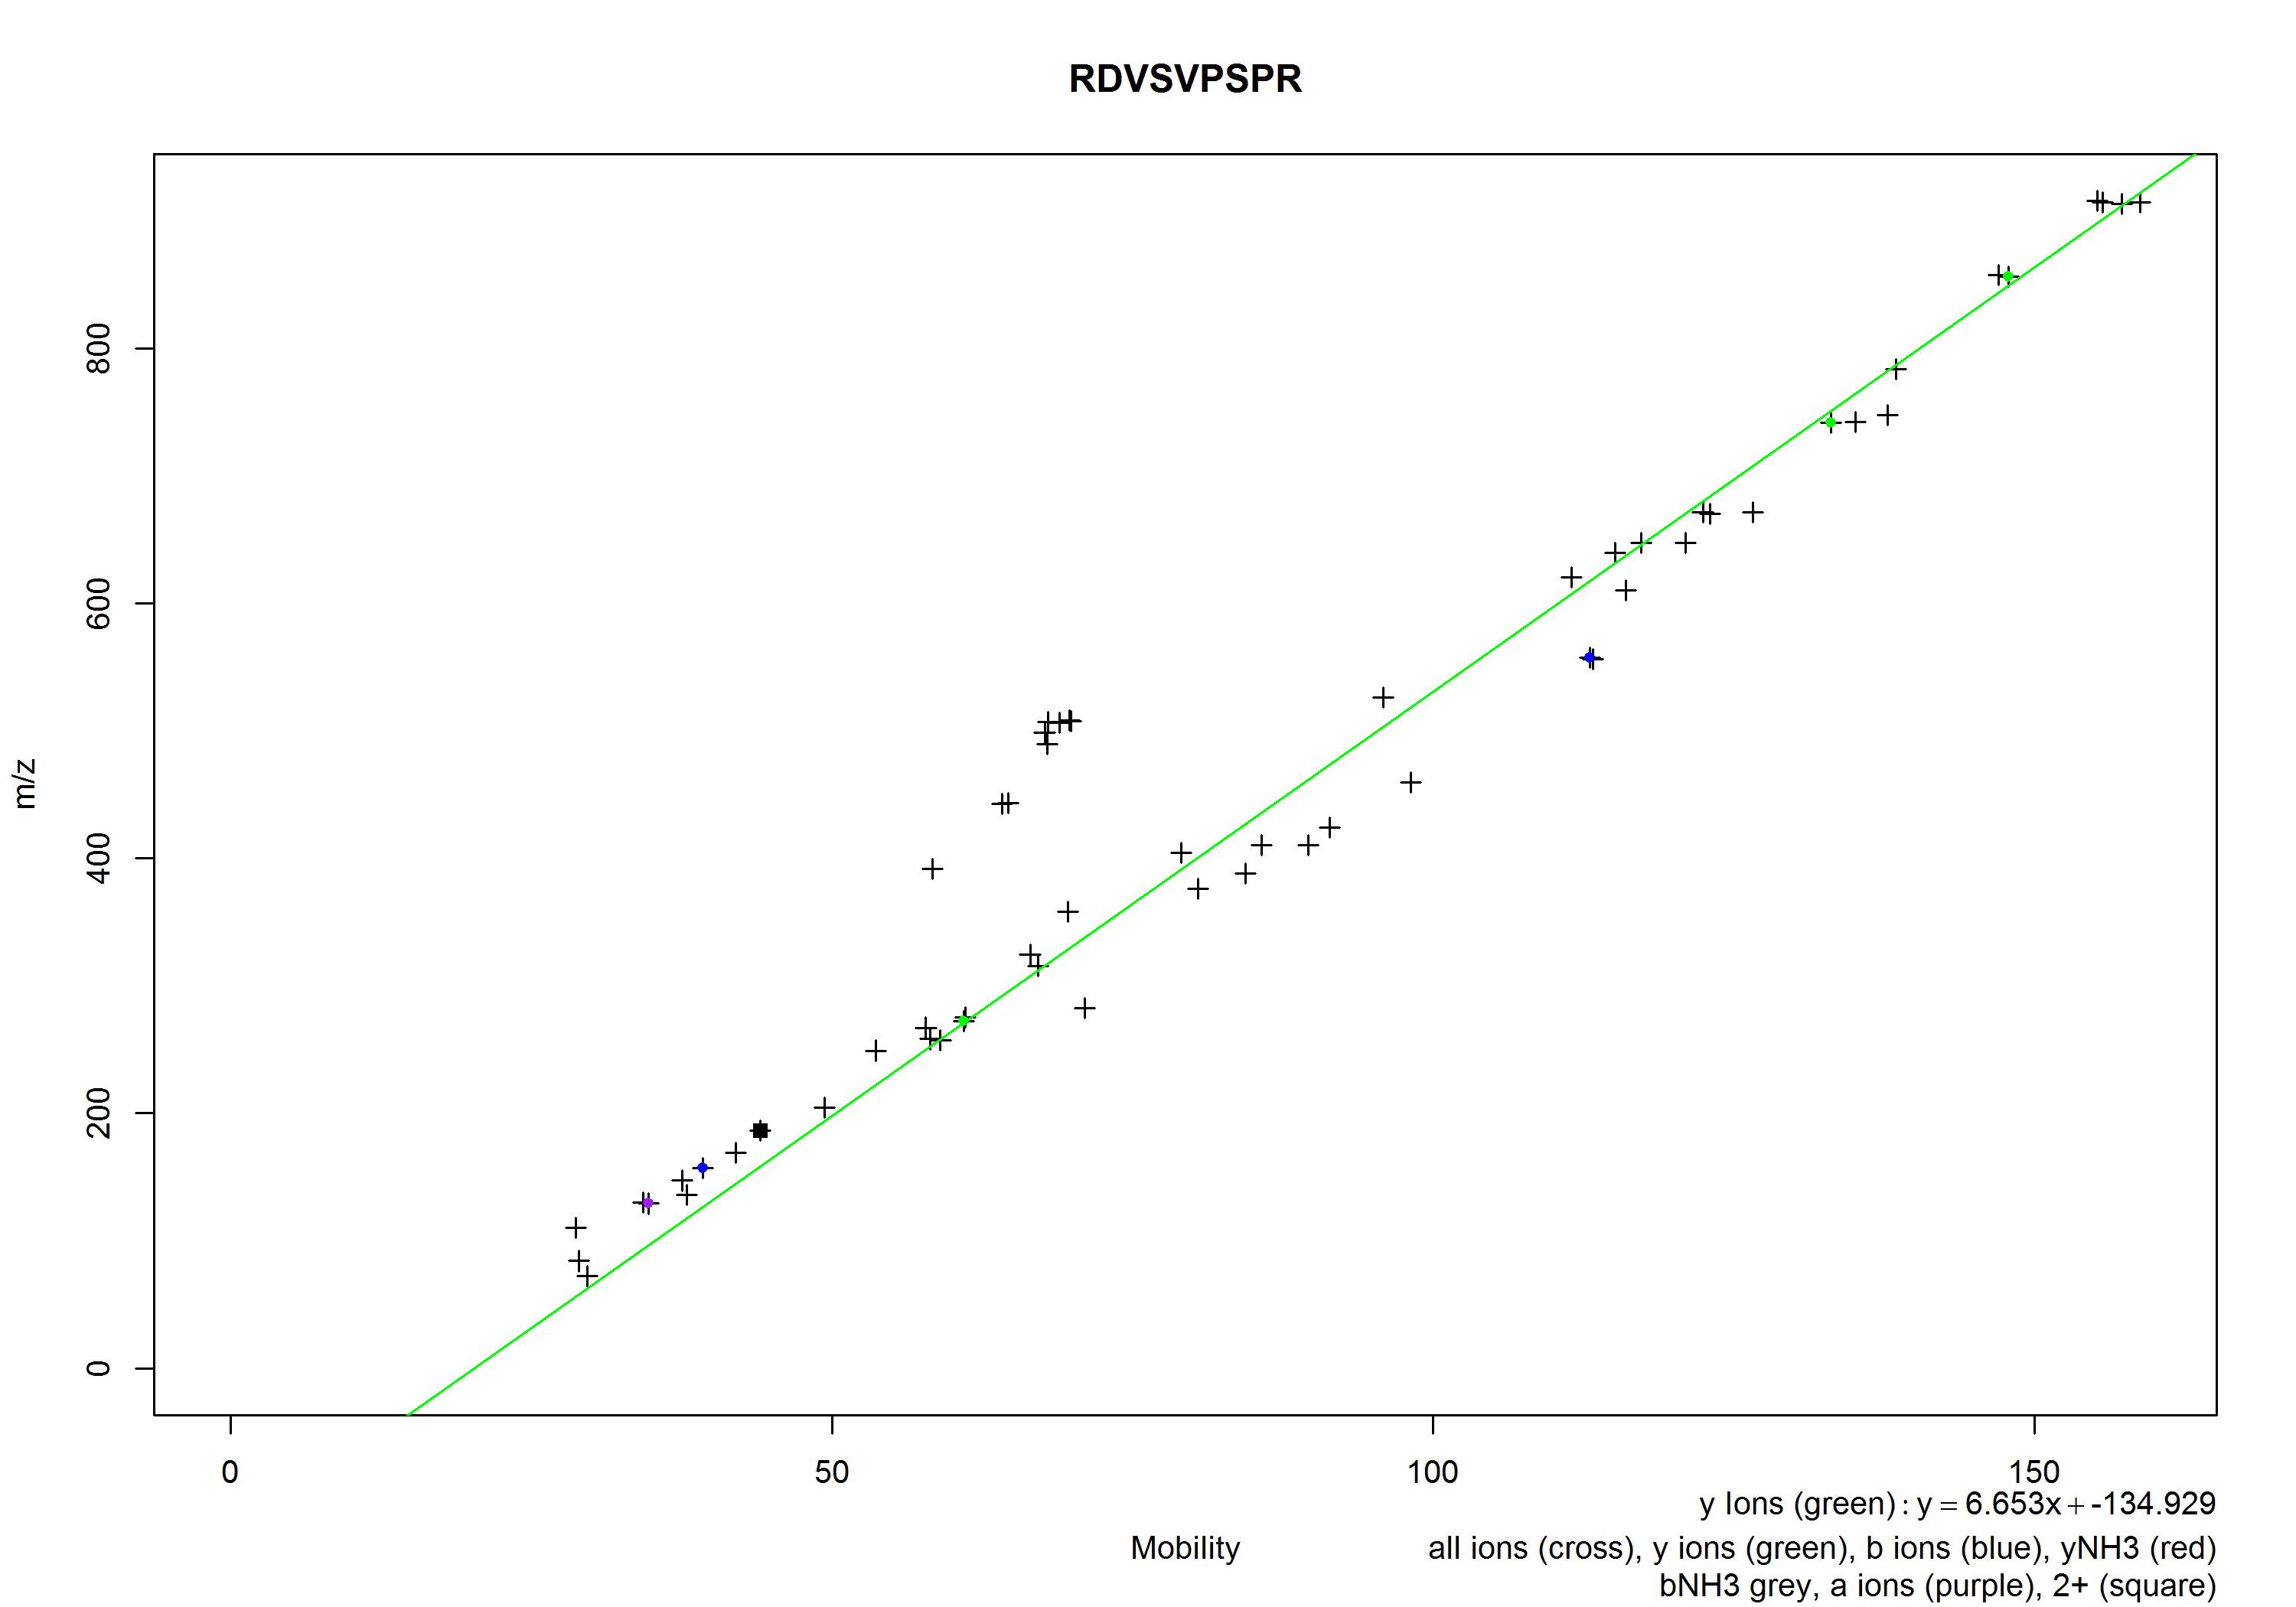 RDVSVPSPR
m/z
800
600
400
200
0
0 50 100 150
y Ions (green) : y = 6.653x + -134.929
Mobility all ions (cross), y ions (green), b ions (blue), yNH3 (red)
bNH3 grey, a ions (purple), 2+ (square)